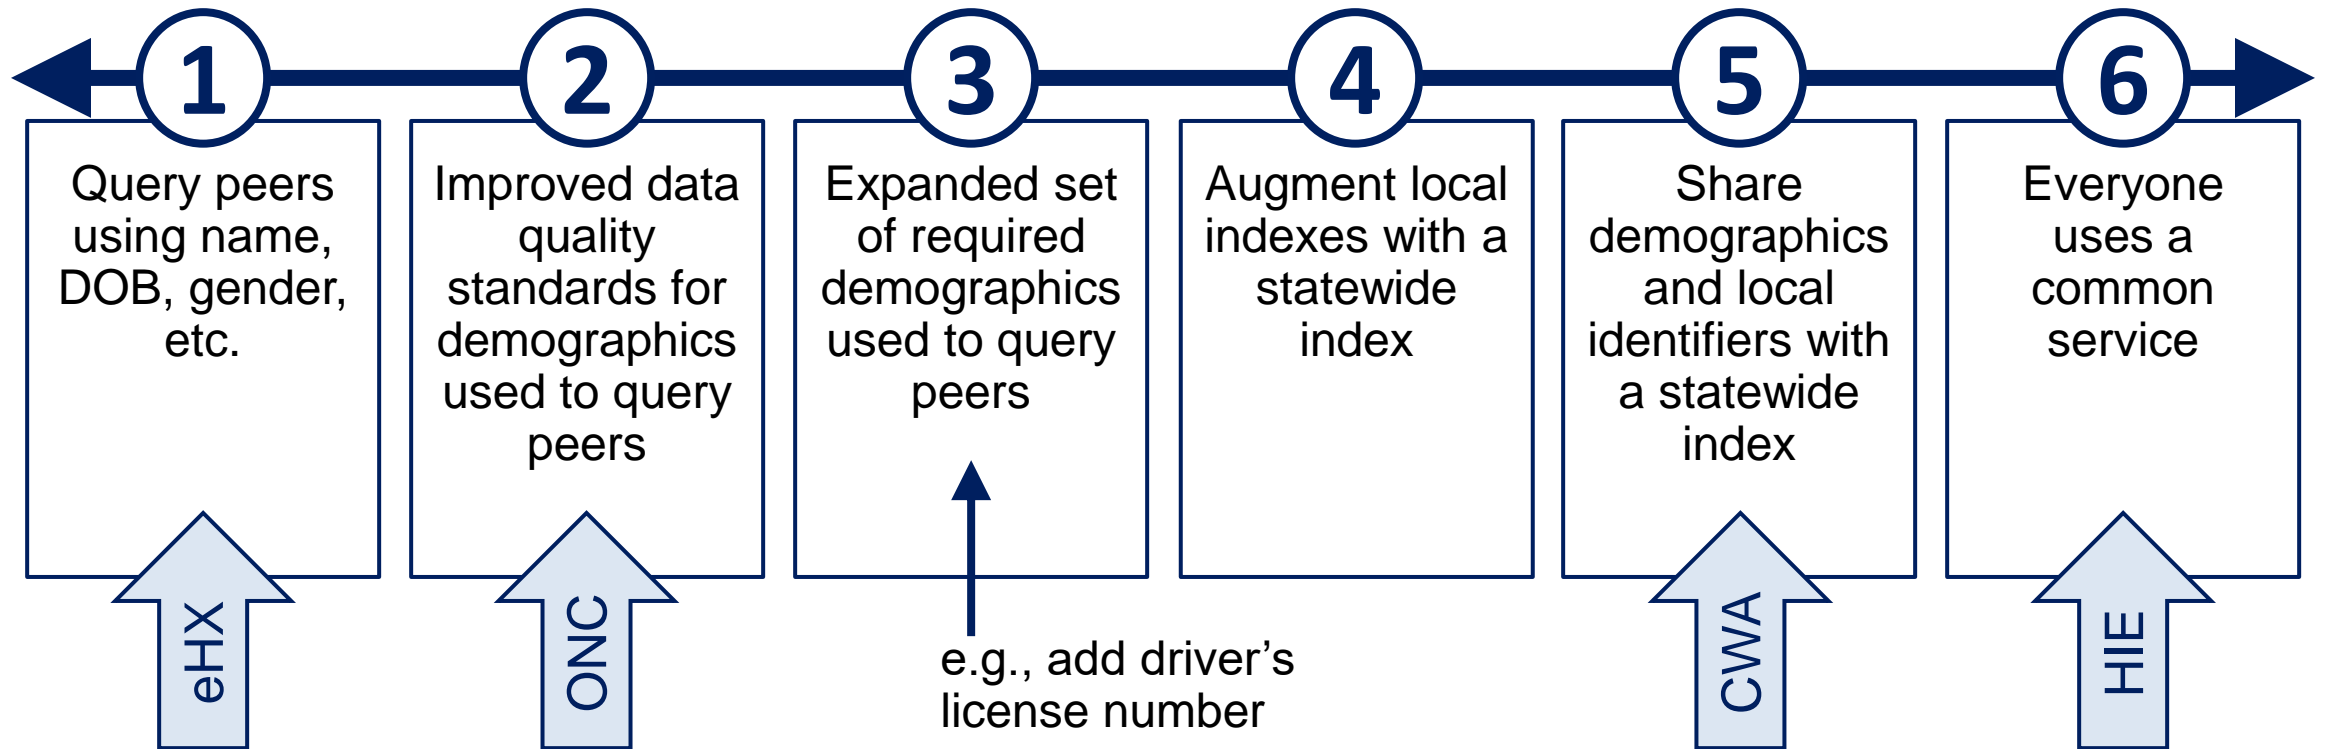 1
Query peers
using name,
DOB, gender,
etc.
eHX
2
Improved data
quality
standards for
demographics
used to query
peers
ONC
3
Expanded set
of required
demographics
used to query
peers
e.g., add driver’s
license number
4
Augment local
indexes with a
statewide
index
5
Share
demographics
and local
identifiers with
a statewide
index
CWA
6
Everyone
uses a
common
service
HIE